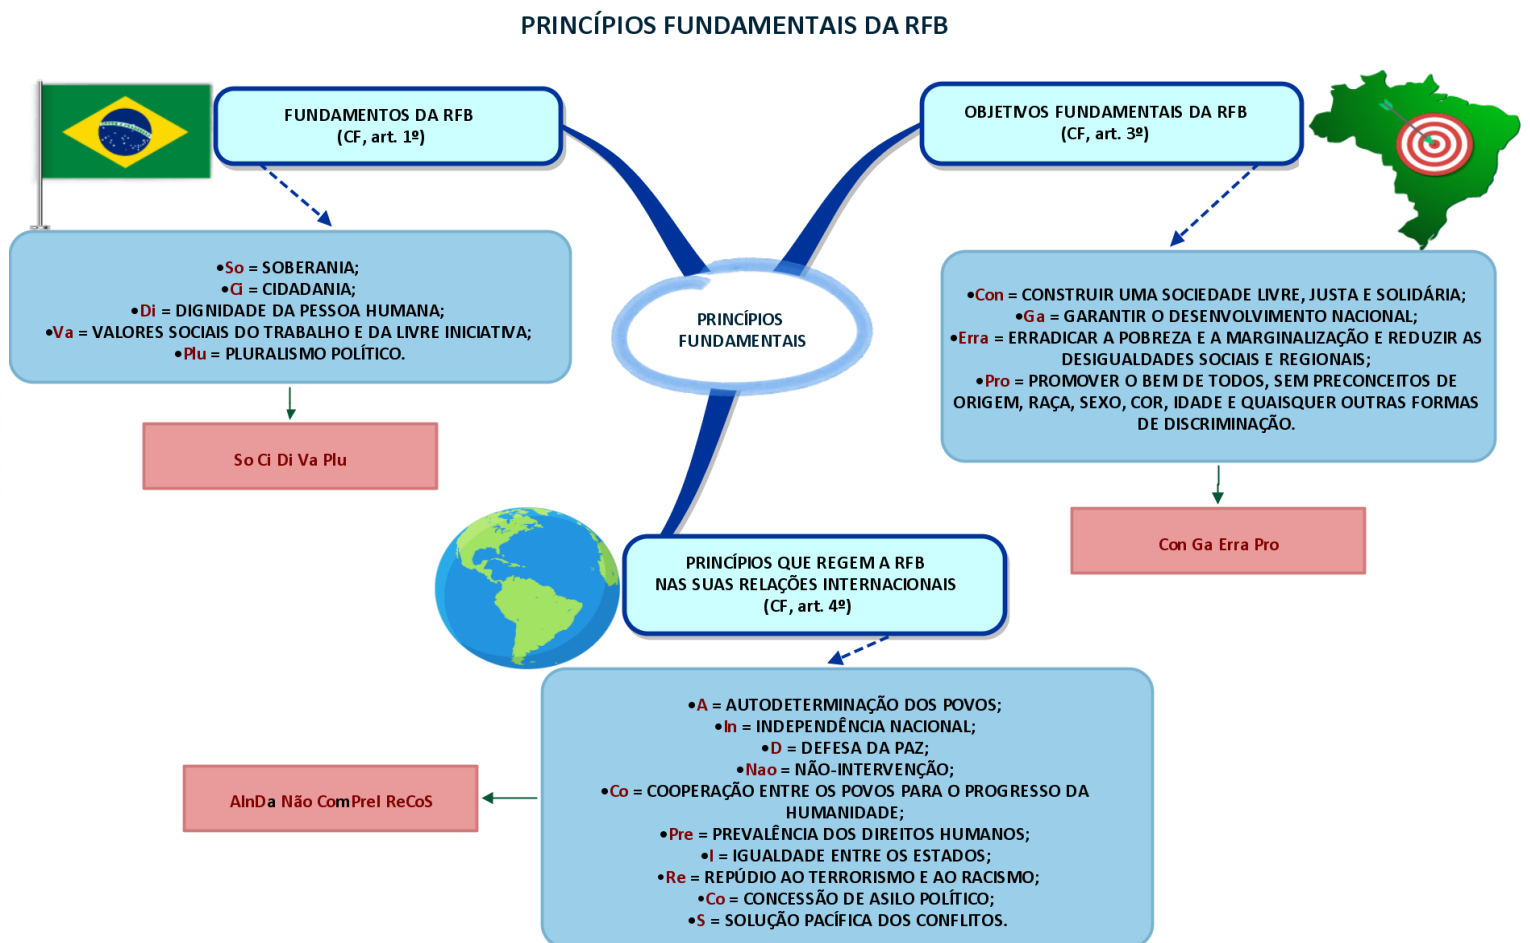 PRINCÍPIOS FUNDAMENTAIS DA RFB
FUNDAMENTOS DA RFB
(CF, art. 1º)
•So = SOBERANIA;
•Ci = CIDADANIA;
•Di = DIGNIDADE DA PESSOA HUMANA;
•Va = VALORES SOCIAIS DO TRABALHO E DA LIVRE INICIATIVA;
•Plu = PLURALISMO POLÍTICO.
So Ci Di Va Plu
OBJETIVOS FUNDAMENTAIS DA RFB
(CF, art. 3º)
•Con = CONSTRUIR UMA SOCIEDADE LIVRE, JUSTA E SOLIDÁRIA;
•Ga = GARANTIR O DESENVOLVIMENTO NACIONAL;
•Erra = ERRADICAR A POBREZA E A MARGINALIZAÇÃO E REDUZIR AS
DESIGUALDADES SOCIAIS E REGIONAIS;
•Pro = PROMOVER O BEM DE TODOS, SEM PRECONCEITOS DE
ORIGEM, RAÇA, SEXO, COR, IDADE E QUAISQUER OUTRAS FORMAS
DE DISCRIMINAÇÃO.
Con Ga Erra Pro
PRINCÍPIOS
FUNDAMENTAIS
PRINCÍPIOS QUE REGEM A RFB
NAS SUAS RELAÇÕES INTERNACIONAIS
(CF, art. 4º)
•A = AUTODETERMINAÇÃO DOS POVOS;
•In = INDEPENDÊNCIA NACIONAL;
•D = DEFESA DA PAZ;
•Nao = NÃO-INTERVENÇÃO;
•Co = COOPERAÇÃO ENTRE OS POVOS PARA O PROGRESSO DA
HUMANIDADE;
•Pre = PREVALÊNCIA DOS DIREITOS HUMANOS;
•I = IGUALDADE ENTRE OS ESTADOS;
•Re = REPÚDIO AO TERRORISMO E AO RACISMO;
•Co = CONCESSÃO DE ASILO POLÍTICO;
•S = SOLUÇÃO PACÍFICA DOS CONFLITOS.
AInDa Não ComPreI ReCoS